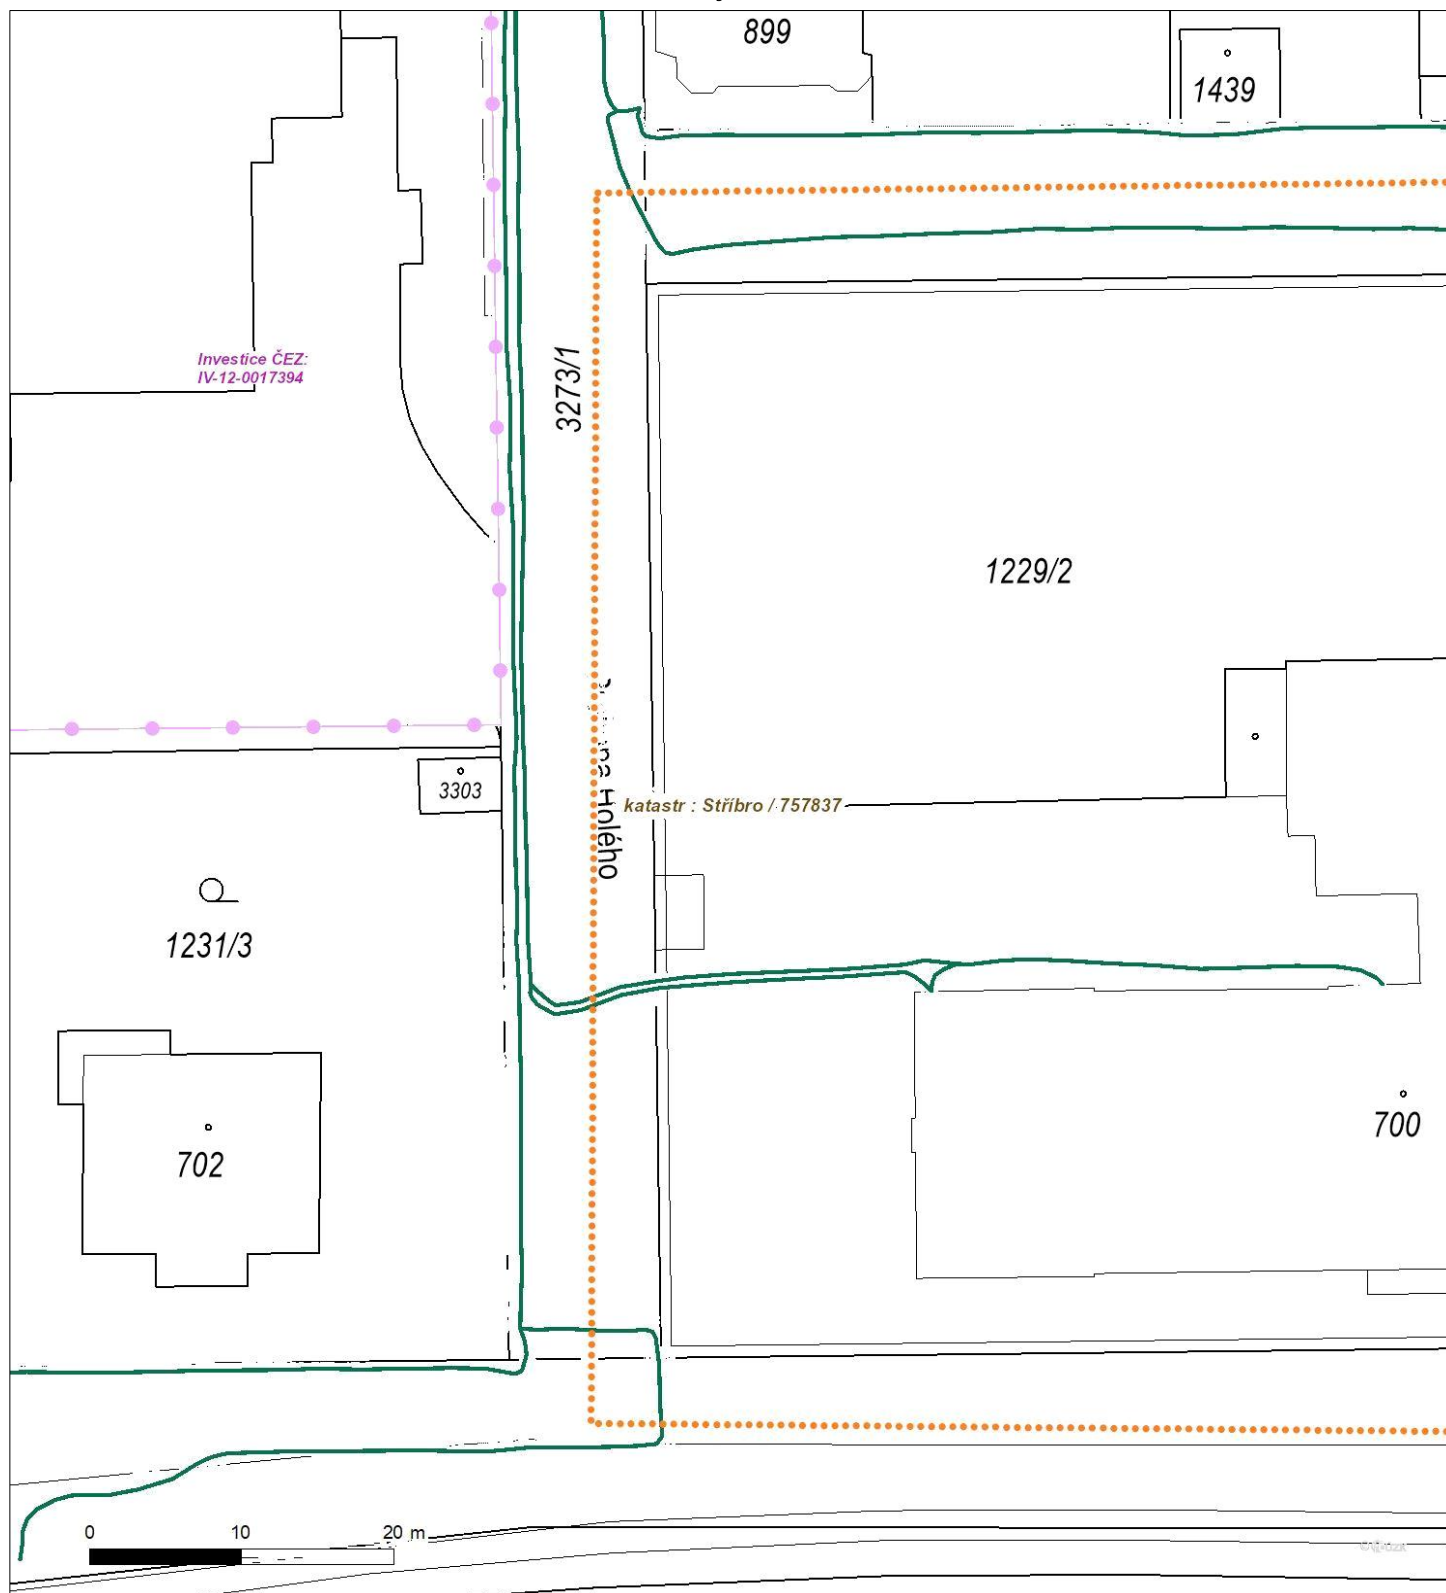 899
1439
Investice ČEZ:
IV-12-0017394
3273/1
1229/2
3303
katastr : Stříbro / 757837
Holého
1231/3
700
702
0 10 20 m